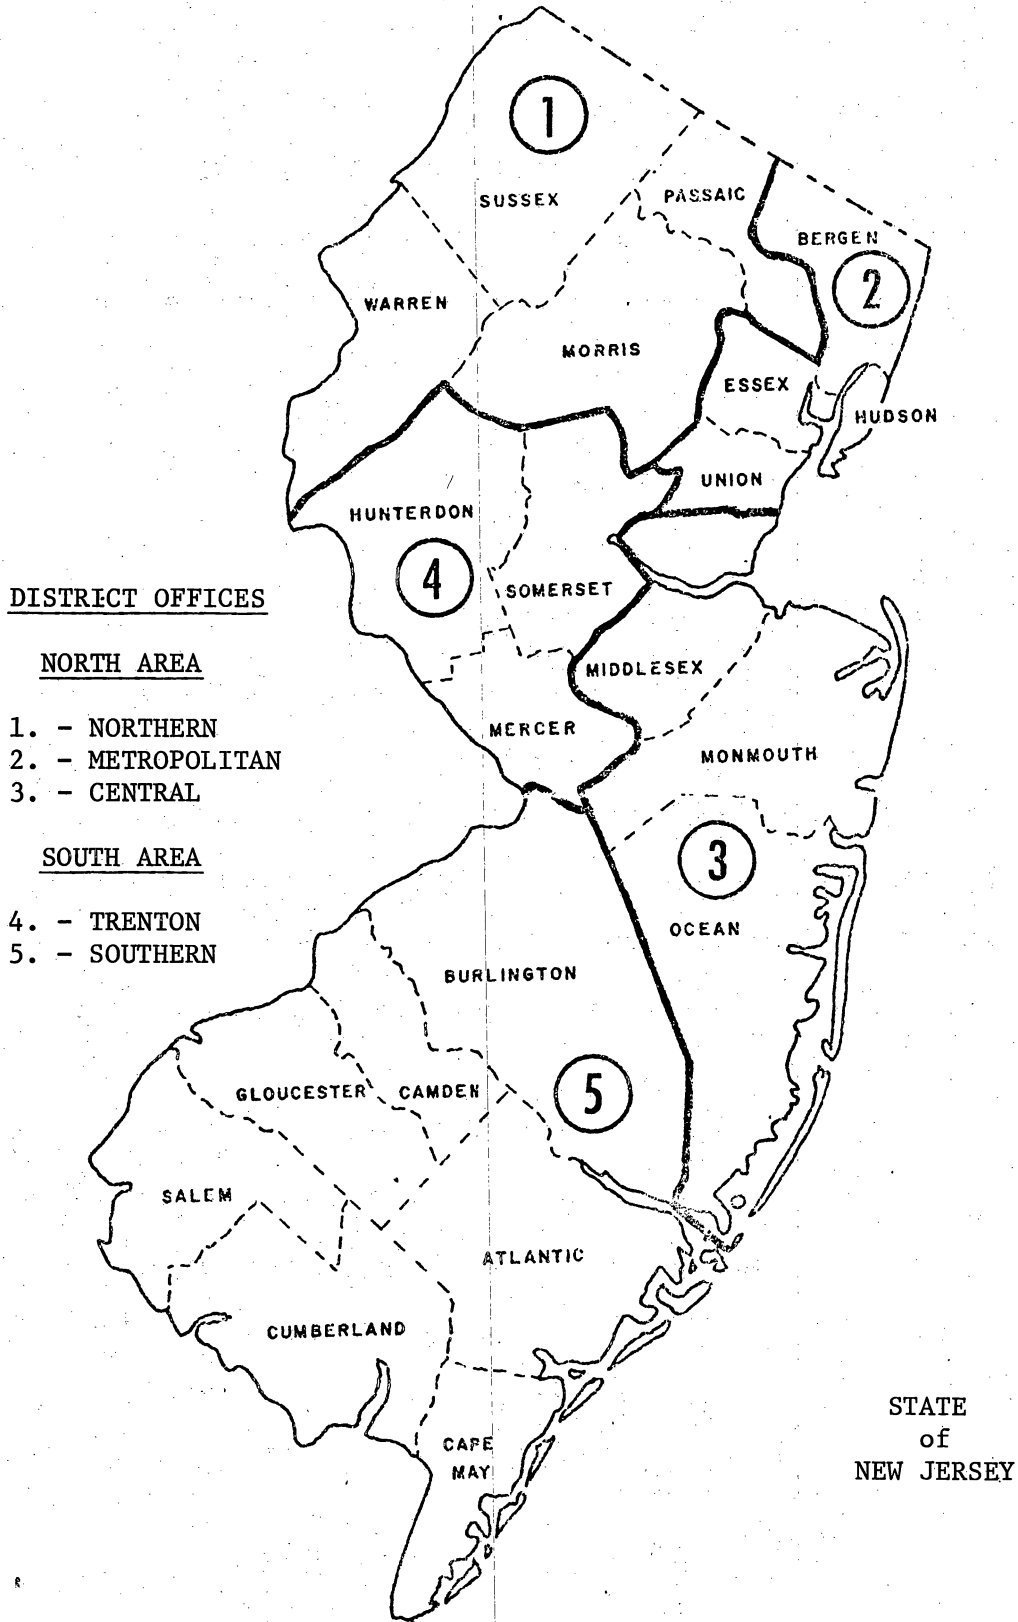 1
SUSSEX
PASSAIC
BERGEN
2
WARREN
MORRIS
ESSEX
HUDSON
UNION
HUNTERDON
4
SOMERSET
DISTRICT OFFICES
NORTH AREA
1. - NORTHERN
2. - METROPOLITAN
3. - CENTRAL
SOUTH AREA
4. - TRENTON
5. - SOUTHERN
MIDDLESEX
MERCER
MONMOUTH
3
OCEAN
BURLINGTON
GLOUCESTER
CAMDEN
5
SALEM
ATLANTIC
CUMBERLAND
CAPE
MAY
STATE
of
NEW JERSEY